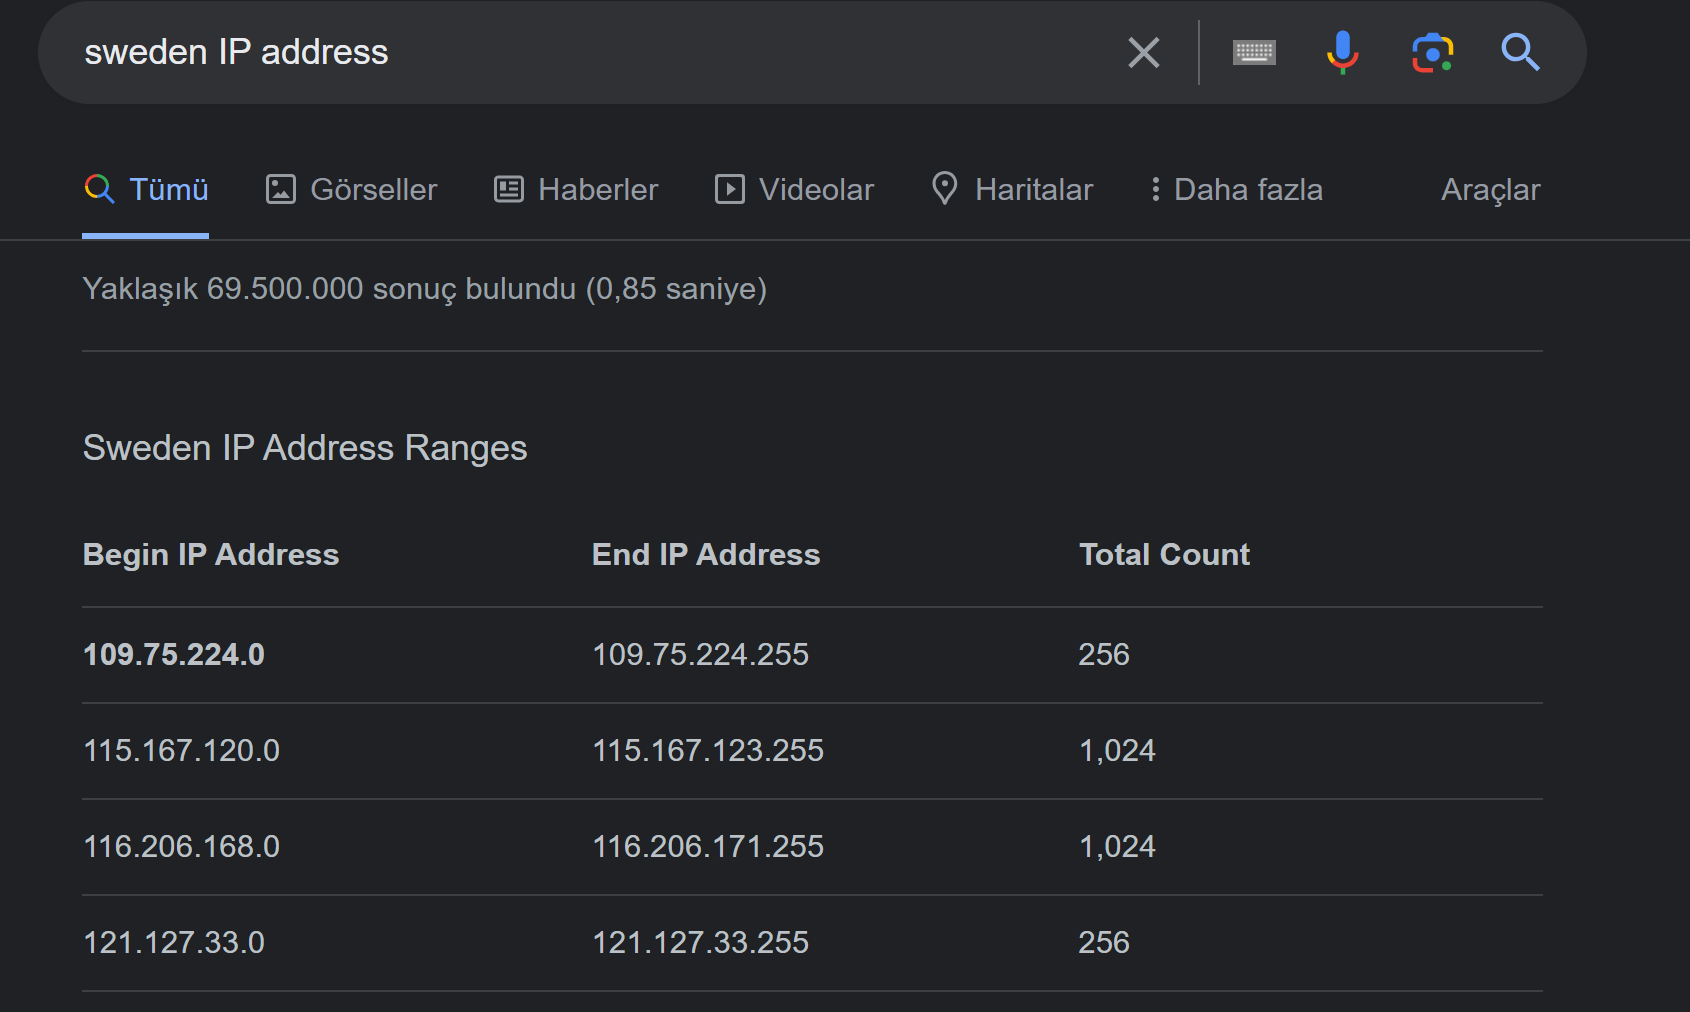 sweden IP address
Tümü Görseller Haberler Videolar Haritalar Daha fazla Araçlar
Yaklaşık 69.500.000 sonuç bulundu (0,85 saniye)
Sweden IP Address Ranges
Begin IP Address End IP Address Total Count
109.75.224.0 109.75.224.255 256
115.167.120.0 115.167.123.255 1,024
116.206.168.0 116.206.171.255 1,024
121.127.33.0 121.127.33.255 256